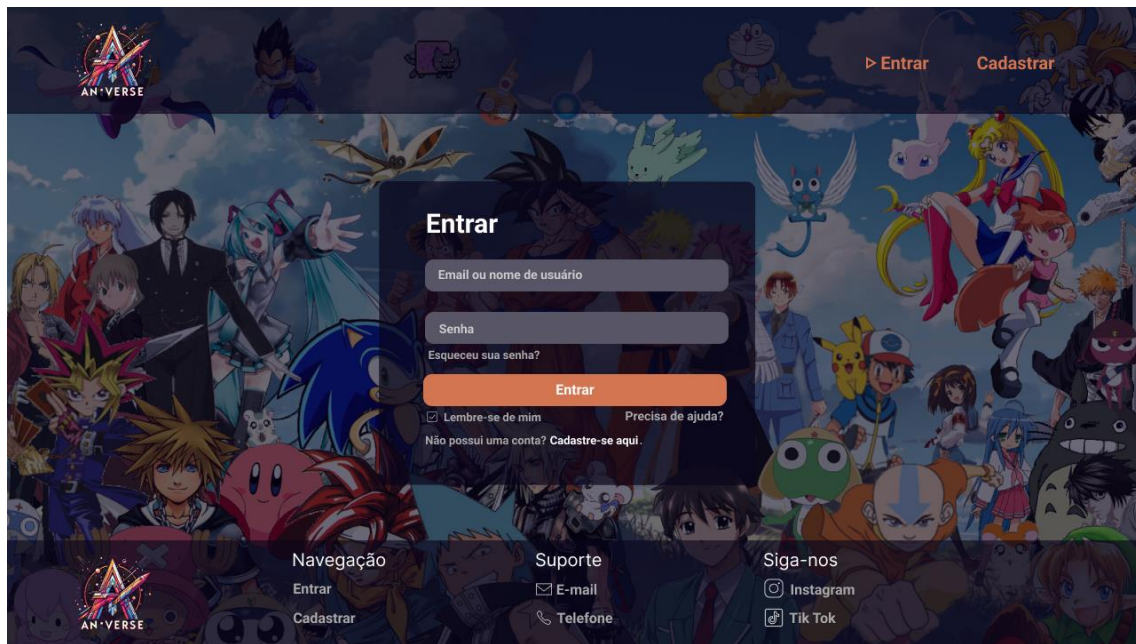 AN★VERSE
▷ Entrar
Cadastrar
Entrar
Email ou nome de usuário
Senha
Esqueceu sua senha?
Entrar
Lembre-se de mim
Precisa de ajuda?
Não possui uma conta? Cadastre-se aqui.
AN★VERSE
Navegação
Entrar
Cadastrar
Suporte
E-mail
Telefone
Siga-nos
Instagram
Tik Tok